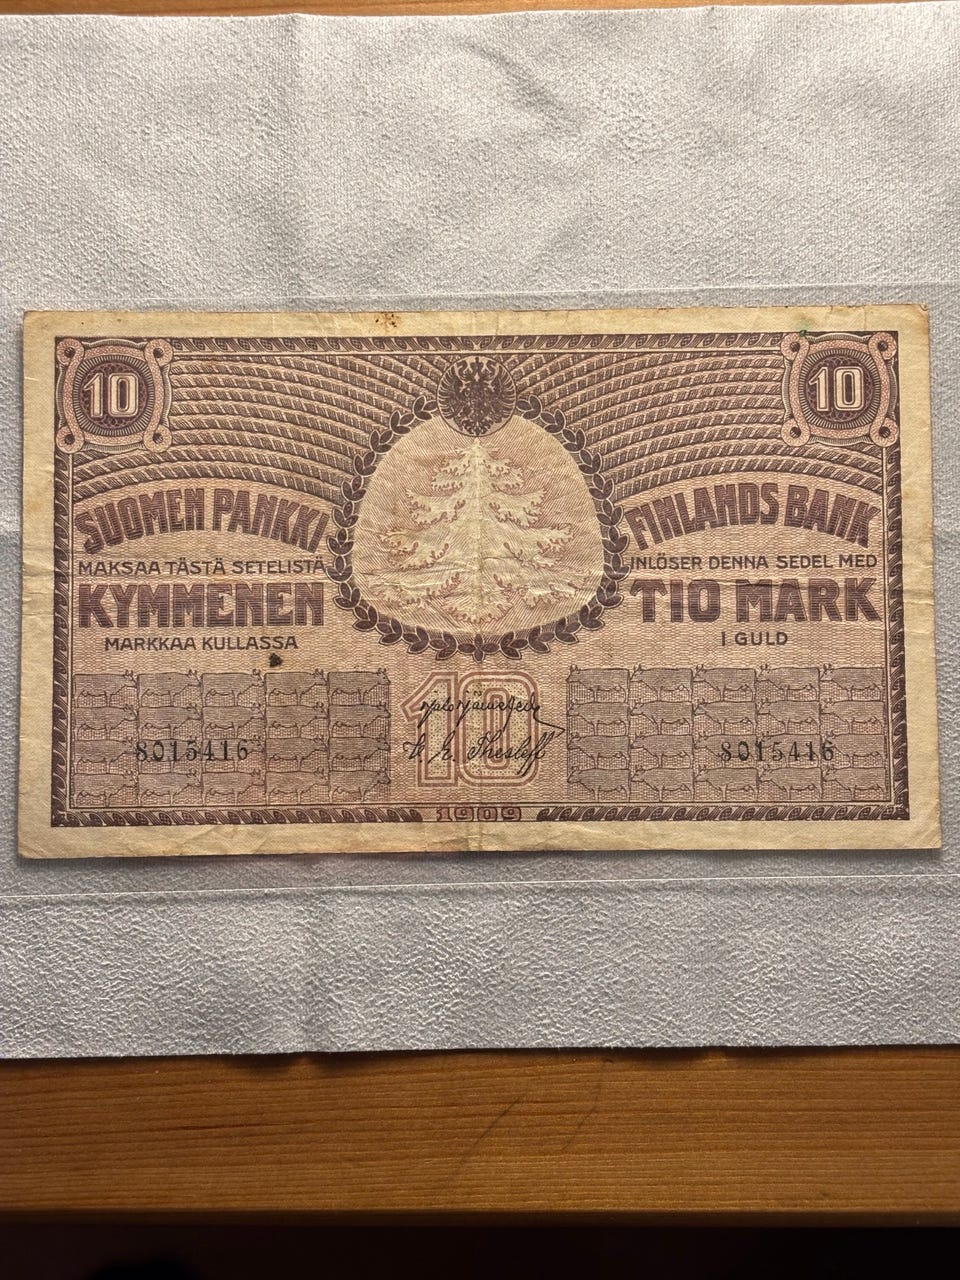 10
10
SUOMEN PANKKI
MAKSAA TÄSTÄ SETELISTÄ
KYMMENEN
MARKKAA KULLASSA
FINLANDS BANK
INLÖSER DENNA SEDEL MED
TIO MARK
I GULD
10
Thesleff
8015416
8015416
1909